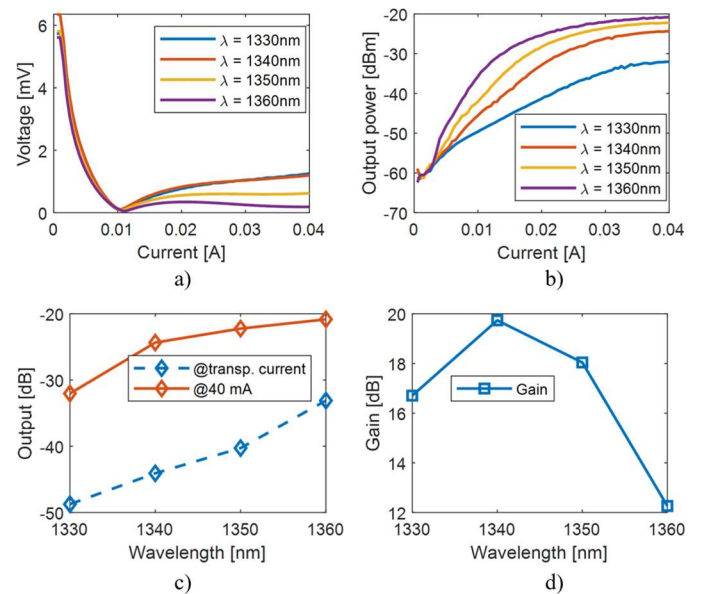 6
4
2
0
Voltage [mV]
λ = 1330nm
λ = 1340nm
λ = 1350nm
λ = 1360nm
0
0.01
0.02
0.03
0.04
Current [A]
a)
-20
-30
-40
-50
-60
-70
Output power [dBm]
λ = 1330nm
λ = 1340nm
λ = 1350nm
λ = 1360nm
0
0.01
0.02
0.03
0.04
Current [A]
b)
-20
-30
-40
-50
Output [dB]
@transp. current
@40 mA
1330
1340
1350
1360
Wavelength [nm]
c)
20
18
16
14
12
Gain [dB]
Gain
1330
1340
1350
1360
Wavelength [nm]
d)